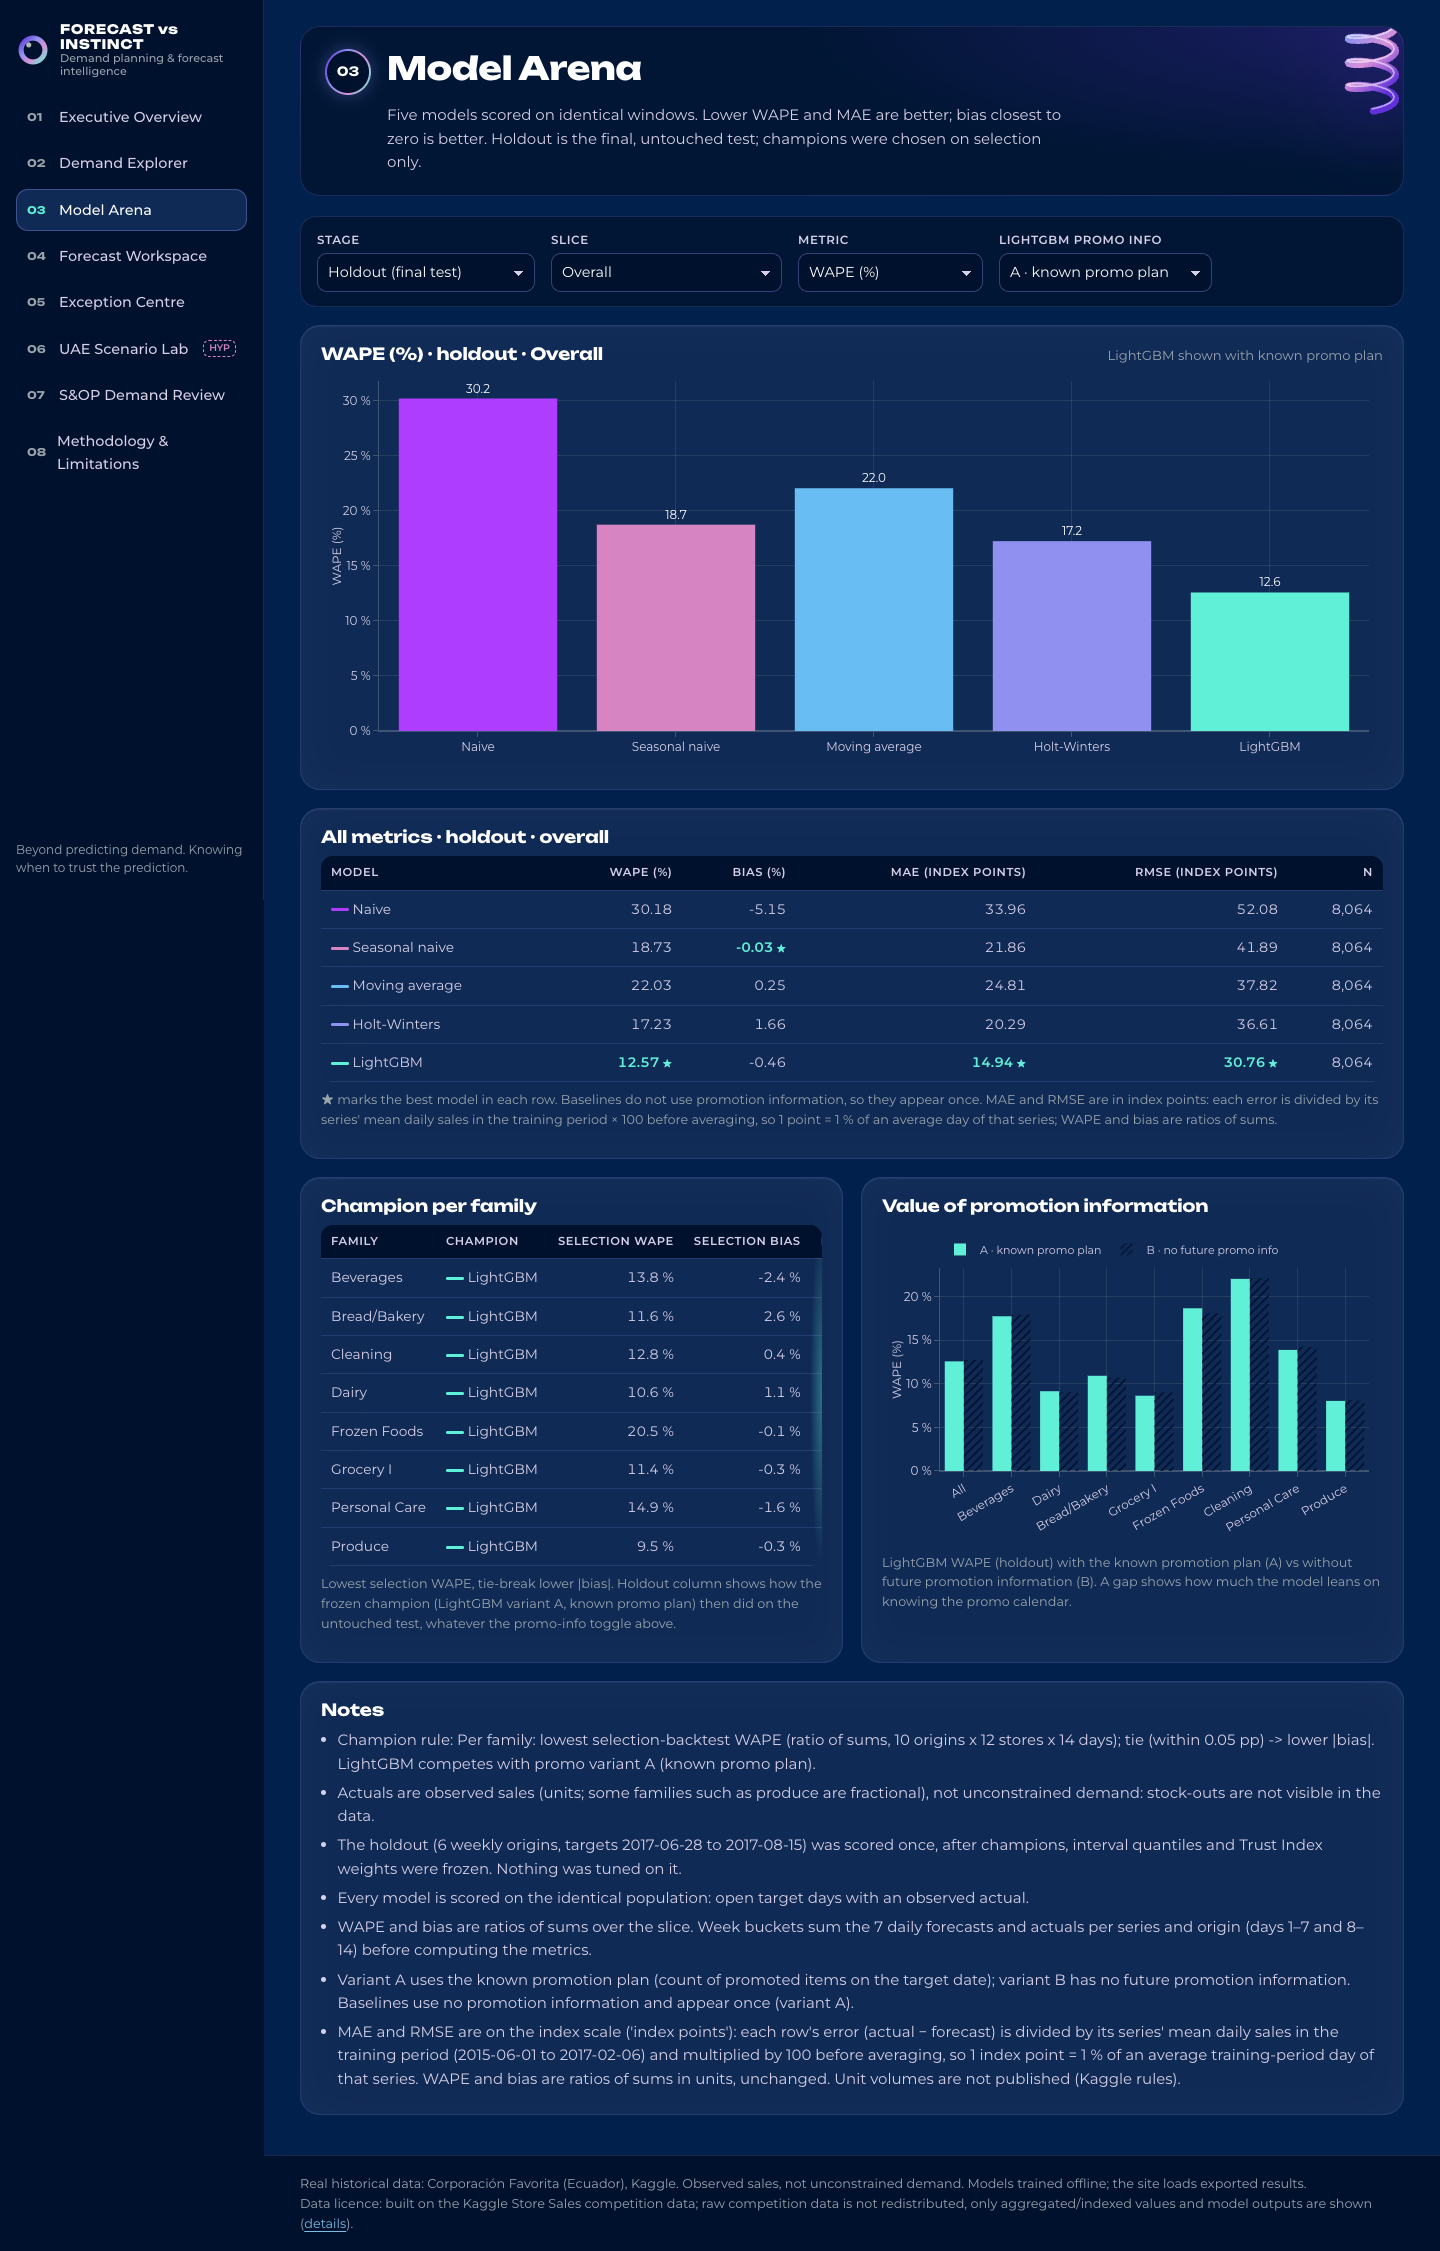 FORECAST vs
INSTINCT
Demand planning & forecast
intelligence
01 Executive Overview
02 Demand Explorer
03 Model Arena
04 Forecast Workspace
05 Exception Centre
06 UAE Scenario Lab HYP
07 S&OP Demand Review
08 Methodology &
Limitations
Beyond predicting demand. Knowing
when to trust the prediction.
03 Model Arena
Five models scored on identical windows. Lower WAPE and MAE are better; bias closest to
zero is better. Holdout is the final, untouched test; champions were chosen on selection
only.
STAGE SLICE METRIC LIGHTGBM PROMO INFO
Holdout (final test) Overall WAPE (%) A · known promo plan
WAPE (%) · holdout · Overall
LightGBM shown with known promo plan
WAPE (%)
30 %
25 %
20 %
15 %
10 %
5 %
0 %
30.2
18.7
22.0
17.2
12.6
Naive Seasonal naive Moving average Holt-Winters LightGBM
All metrics · holdout · overall
MODEL WAPE (%) BIAS (%) MAE (INDEX POINTS) RMSE (INDEX POINTS) N
Naive 30.18 -5.15 33.96 52.08 8,064
Seasonal naive 18.73 -0.03 ★ 21.86 41.89 8,064
Moving average 22.03 0.25 24.81 37.82 8,064
Holt-Winters 17.23 1.66 20.29 36.61 8,064
LightGBM 12.57 ★ -0.46 14.94 ★ 30.76 ★ 8,064
★ marks the best model in each row. Baselines do not use promotion information, so they appear once. MAE and RMSE are in index points: each error is divided by its
series' mean daily sales in the training period × 100 before averaging, so 1 point = 1 % of an average day of that series; WAPE and bias are ratios of sums.
Champion per family
FAMILY CHAMPION SELECTION WAPE SELECTION BIAS
Beverages LightGBM 13.8 % -2.4 %
Bread/Bakery LightGBM 11.6 % 2.6 %
Cleaning LightGBM 12.8 % 0.4 %
Dairy LightGBM 10.6 % 1.1 %
Frozen Foods LightGBM 20.5 % -0.1 %
Grocery I LightGBM 11.4 % -0.3 %
Personal Care LightGBM 14.9 % -1.6 %
Produce LightGBM 9.5 % -0.3 %
Lowest selection WAPE, tie-break lower |bias|. Holdout column shows how the
frozen champion (LightGBM variant A, known promo plan) then did on the
untouched test, whatever the promo-info toggle above.
Value of promotion information
A · known promo plan B · no future promo info
WAPE (%)
20 %
15 %
10 %
5 %
0 %
All Beverages Dairy Bread/Bakery Grocery I Frozen Foods Cleaning Personal Care Produce
LightGBM WAPE (holdout) with the known promotion plan (A) vs without
future promotion information (B). A gap shows how much the model leans on
knowing the promo calendar.
Notes
• Champion rule: Per family: lowest selection-backtest WAPE (ratio of sums, 10 origins x 12 stores x 14 days); tie (within 0.05 pp) -> lower |bias|.
LightGBM competes with promo variant A (known promo plan).
• Actuals are observed sales (units; some families such as produce are fractional), not unconstrained demand: stock-outs are not visible in the
data.
• The holdout (6 weekly origins, targets 2017-06-28 to 2017-08-15) was scored once, after champions, interval quantiles and Trust Index
weights were frozen. Nothing was tuned on it.
• Every model is scored on the identical population: open target days with an observed actual.
• WAPE and bias are ratios of sums over the slice. Week buckets sum the 7 daily forecasts and actuals per series and origin (days 1–7 and 8–
14) before computing the metrics.
• Variant A uses the known promotion plan (count of promoted items on the target date); variant B has no future promotion information.
Baselines use no promotion information and appear once (variant A).
• MAE and RMSE are on the index scale ('index points'): each row's error (actual − forecast) is divided by its series' mean daily sales in the
training period (2015-06-01 to 2017-02-06) and multiplied by 100 before averaging, so 1 index point = 1 % of an average training-period day of
that series. WAPE and bias are ratios of sums in units, unchanged. Unit volumes are not published (Kaggle rules).
Real historical data: Corporación Favorita (Ecuador), Kaggle. Observed sales, not unconstrained demand. Models trained offline; the site loads exported results.
Data licence: built on the Kaggle Store Sales competition data; raw competition data is not redistributed, only aggregated/indexed values and model outputs are shown
(details).